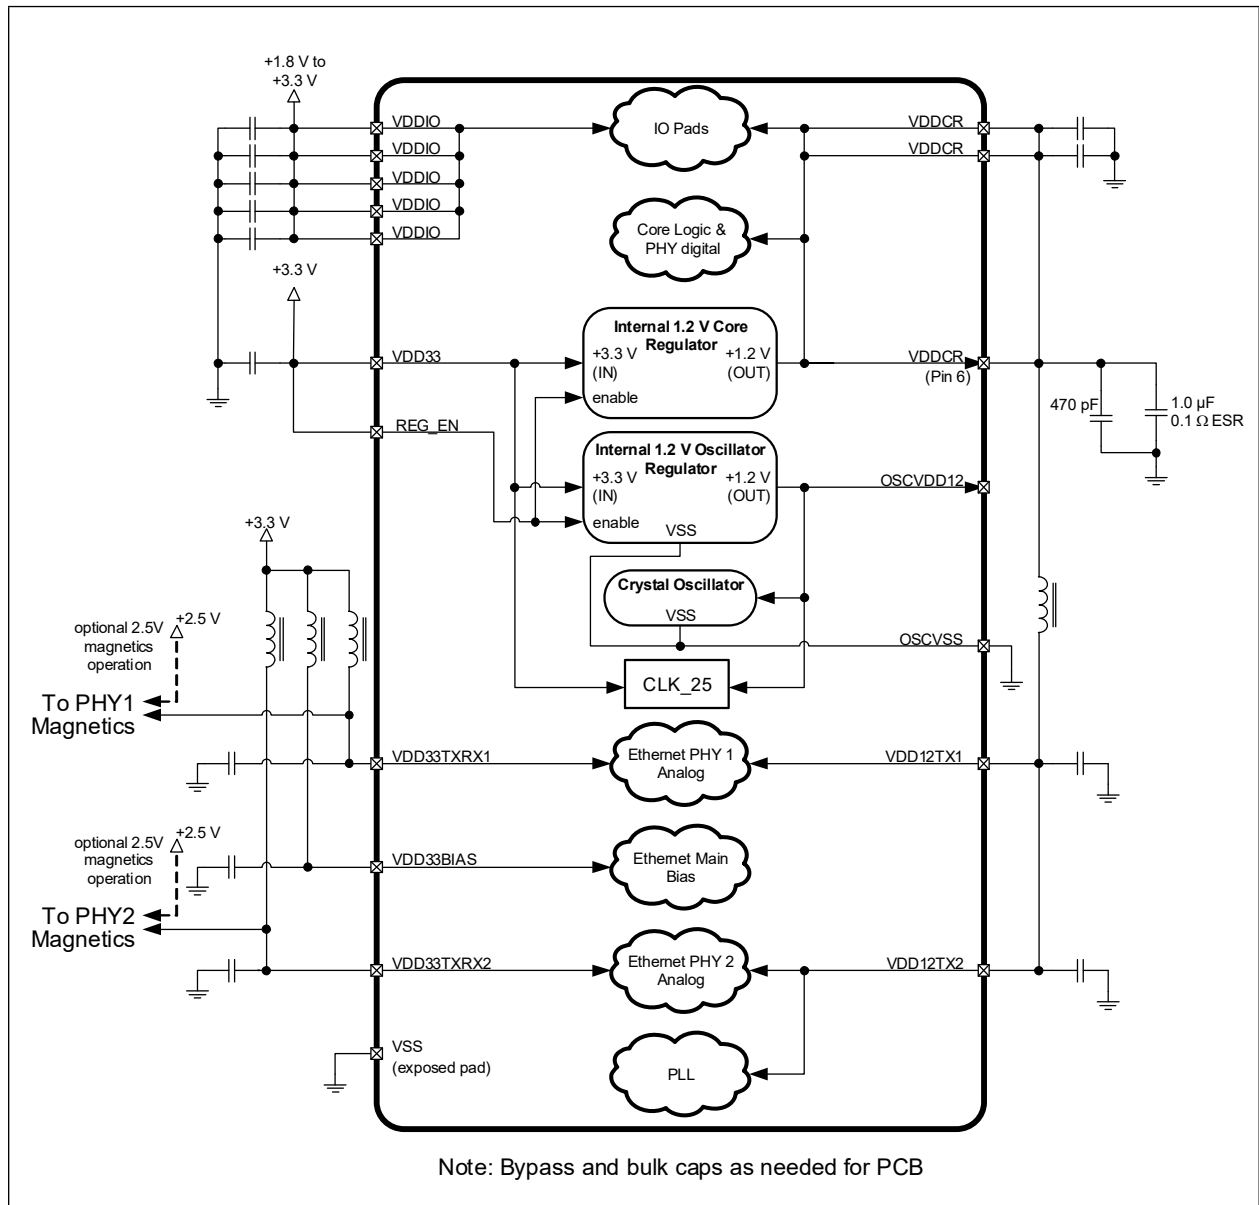 +1.8 V to
+3.3 V
VDDIO
IO Pads
VDDCR
VDDIO
VDDCR
VDDIO
VDDIO
VDDIO
Core Logic &
PHY digital
+3.3 V
Internal 1.2 V Core
Regulator
VDD33
+3.3 V
(IN)
+1.2 V
(OUT)
VDDCR
(Pin 6)
enable
470 pF
1.0 µF
0.1 Ω ESR
REG_EN
Internal 1.2 V Oscillator
Regulator
+3.3 V
(IN)
+1.2 V
(OUT)
OSCVDD12
enable
VSS
+3.3 V
Crystal Oscillator
VSS
OSCVSS
optional 2.5V
magnetics
operation
+2.5 V
CLK_25
To PHY1
Magnetics
VDD33TXRX1
Ethernet PHY 1
Analog
VDD12TX1
optional 2.5V
magnetics
operation
+2.5 V
VDD33BIAS
Ethernet Main
Bias
To PHY2
Magnetics
VDD33TXRX2
Ethernet PHY 2
Analog
VDD12TX2
VSS
(exposed pad)
PLL
Note: Bypass and bulk caps as needed for PCB